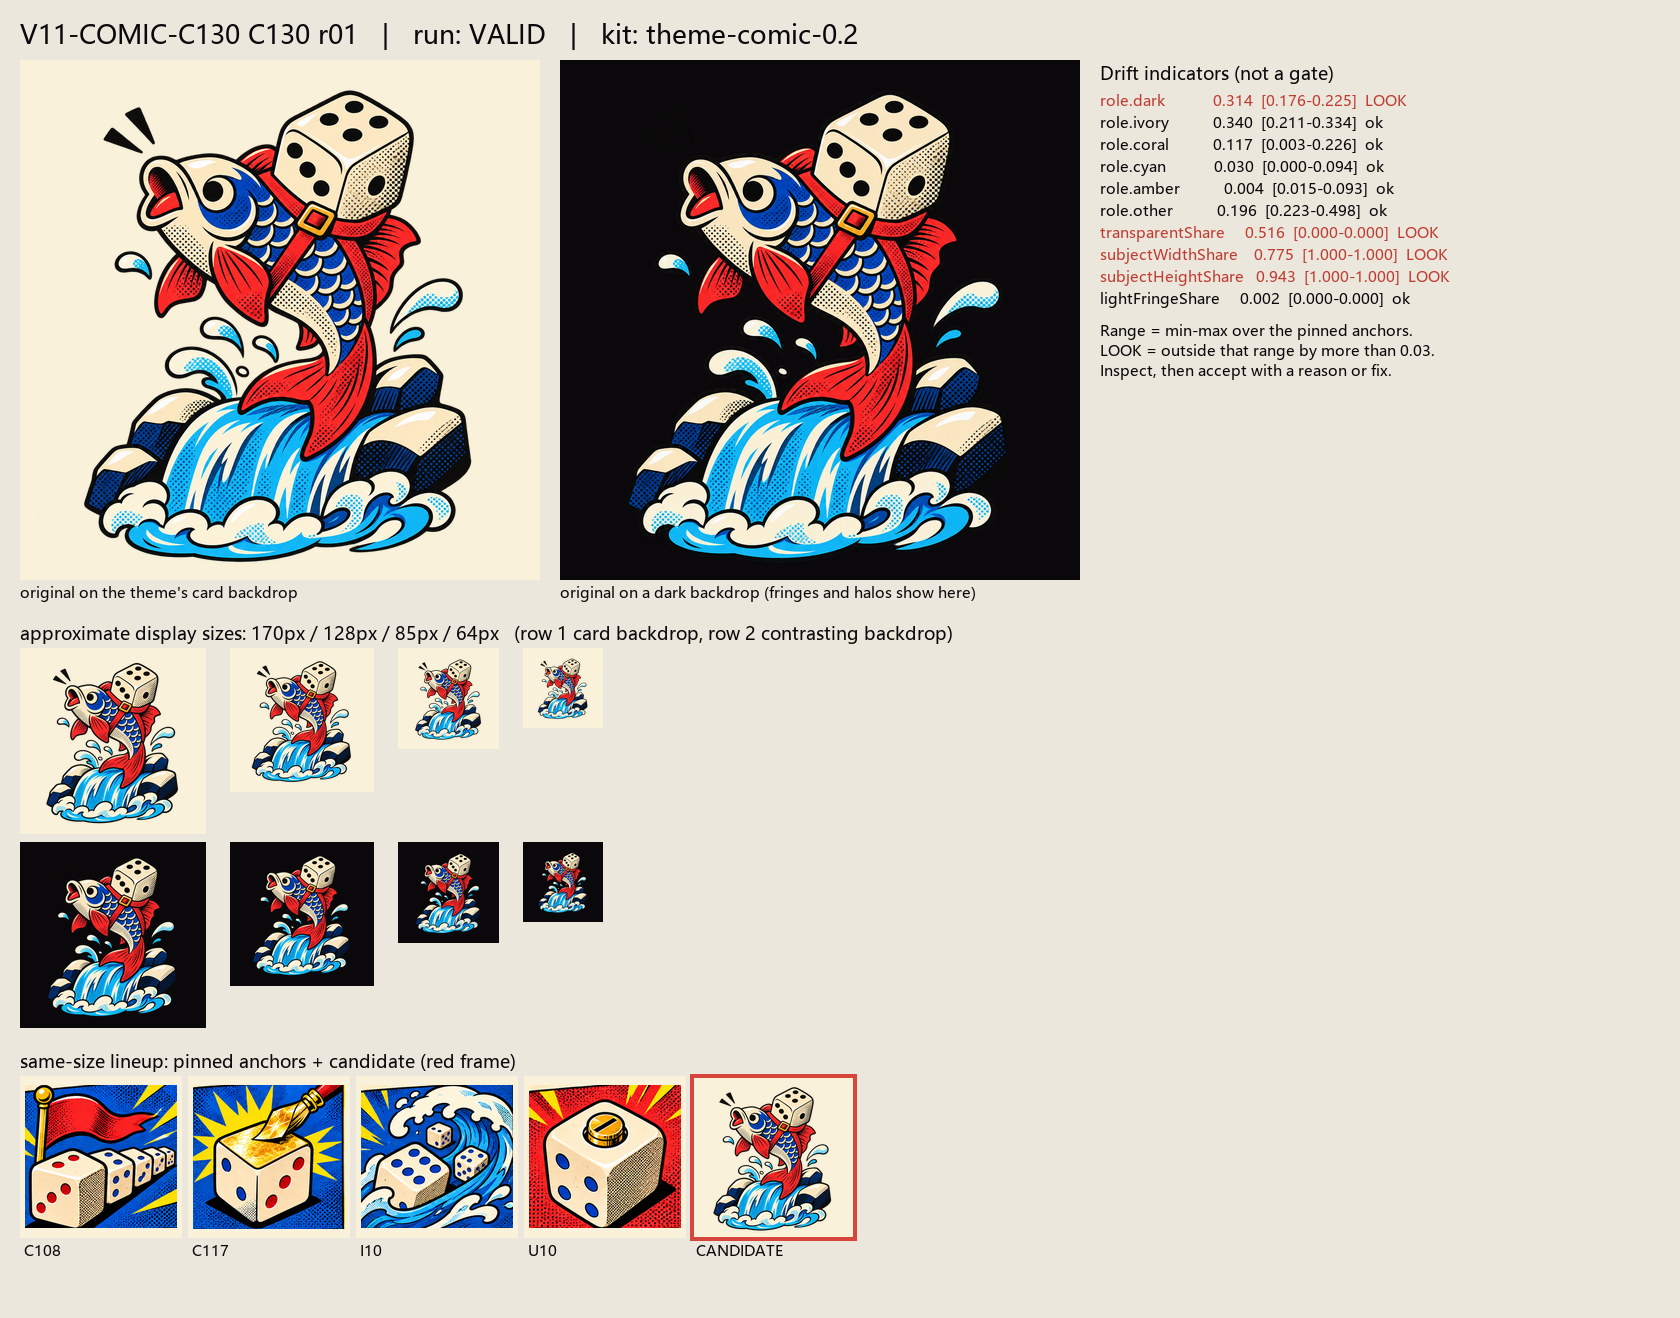 V11-COMIC-C130 C130 r01 | run: VALID | kit: theme-comic-0.2
Drift indicators (not a gate)
role.dark 0.314 [0.176-0.225] LOOK
role.ivory 0.340 [0.211-0.334] ok
role.coral 0.117 [0.003-0.226] ok
role.cyan 0.030 [0.000-0.094] ok
role.amber 0.004 [0.015-0.093] ok
role.other 0.196 [0.223-0.498] ok
transparentShare 0.516 [0.000-0.000] LOOK
subjectWidthShare 0.775 [1.000-1.000] LOOK
subjectHeightShare 0.943 [1.000-1.000] LOOK
lightFringeShare 0.002 [0.000-0.000] ok
Range = min-max over the pinned anchors.
LOOK = outside that range by more than 0.03.
Inspect, then accept with a reason or fix.
original on the theme's card backdrop
original on a dark backdrop (fringes and halos show here)
approximate display sizes: 170px / 128px / 85px / 64px (row 1 card backdrop, row 2 contrasting backdrop)
same-size lineup: pinned anchors + candidate (red frame)
C108
C117
I10
U10
CANDIDATE